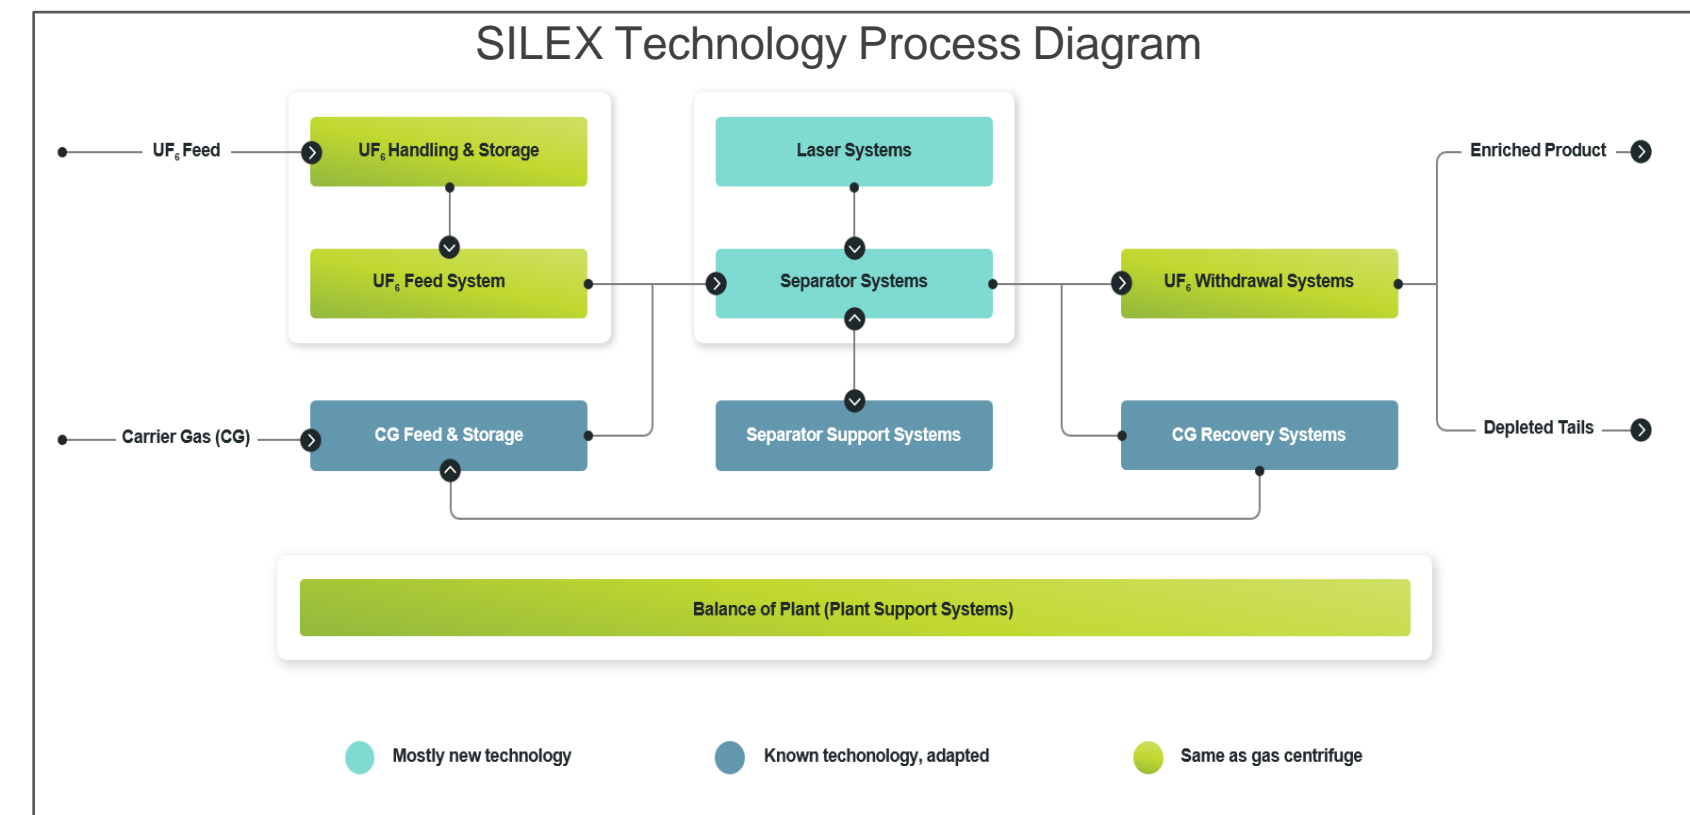 SILEX Technology Process Diagram
UF₆ Feed
UF₆ Handling & Storage
Laser Systems
Enriched Product
UF₆ Feed System
Separator Systems
UF₆ Withdrawal Systems
Carrier Gas (CG)
CG Feed & Storage
Separator Support Systems
CG Recovery Systems
Depleted Tails
Balance of Plant (Plant Support Systems)
Mostly new technology
Known techonology, adapted
Same as gas centrifuge